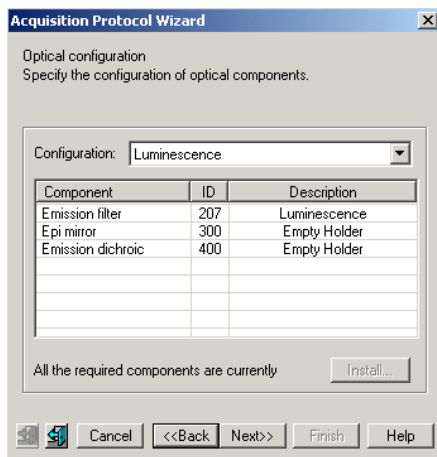 Acquisition Protocol Wizard
Optical configuration
Specify the configuration of optical components.
Configuration: Luminescence
Component ID Description
Emission filter 207 Luminescence
Epi mirror 300 Empty Holder
Emission dichroic 400 Empty Holder
All the required components are currently Install...
Cancel <<Back Next>> Finish Help